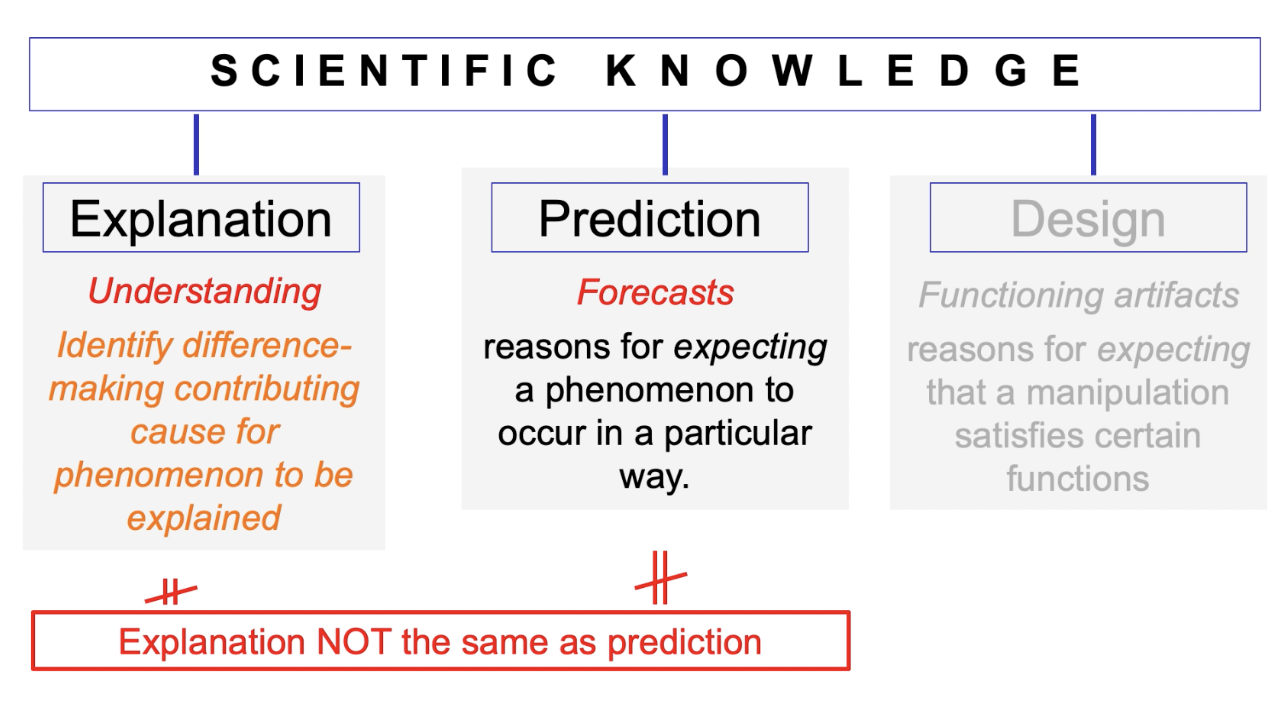 SCIENTIFIC KNOWLEDGE
Explanation
Understanding
Identify difference-
making contributing
cause for
phenomenon to be
explained
Prediction
Forecasts
reasons for expecting
a phenomenon to
occur in a particular
way.
Design
Functioning artifacts
reasons for expecting
that a manipulation
satisfies certain
functions
Explanation NOT the same as prediction